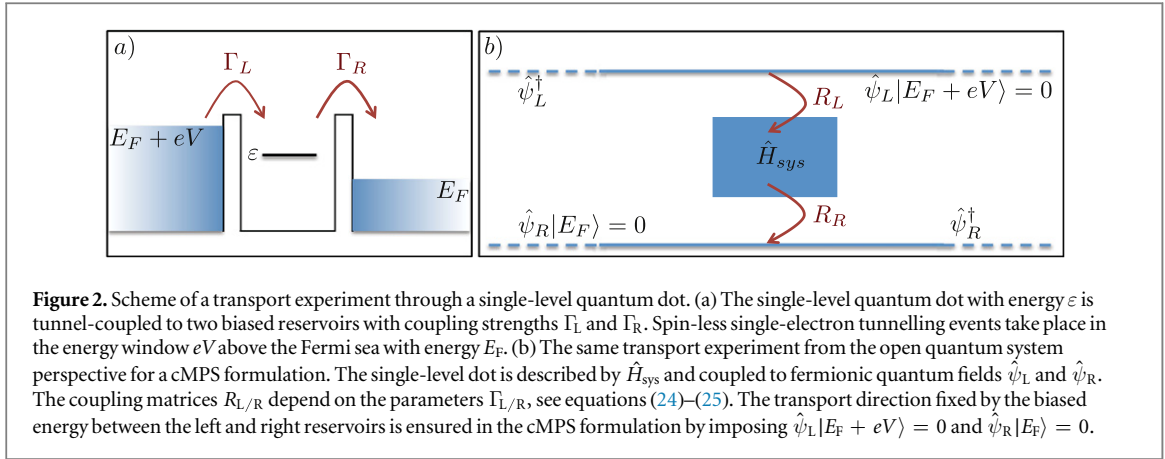 a)
Γ_L
Γ_R
E_F + eV
ε
E_F
b)
ψ̂_L^†
ψ̂_L|E_F + eV⟩ = 0
R_L
Ĥ_sys
ψ̂_R|E_F⟩ = 0
R_R
ψ̂_R^†
Figure 2. Scheme of a transport experiment through a single-level quantum dot. (a) The single-level quantum dot with energy ε is
tunnel-coupled to two biased reservoirs with coupling strengths Γ_L and Γ_R. Spin-less single-electron tunnelling events take place in
the energy window eV above the Fermi sea with energy E_F. (b) The same transport experiment from the open quantum system
perspective for a cMPS formulation. The single-level dot is described by Ĥ_sys and coupled to fermionic quantum fields ψ̂_L and ψ̂_R.
The coupling matrices R_L/R depend on the parameters Γ_L/R, see equations (24)–(25). The transport direction fixed by the biased
energy between the left and right reservoirs is ensured in the cMPS formulation by imposing ψ̂_L|E_F + eV⟩ = 0 and ψ̂_R|E_F⟩ = 0.